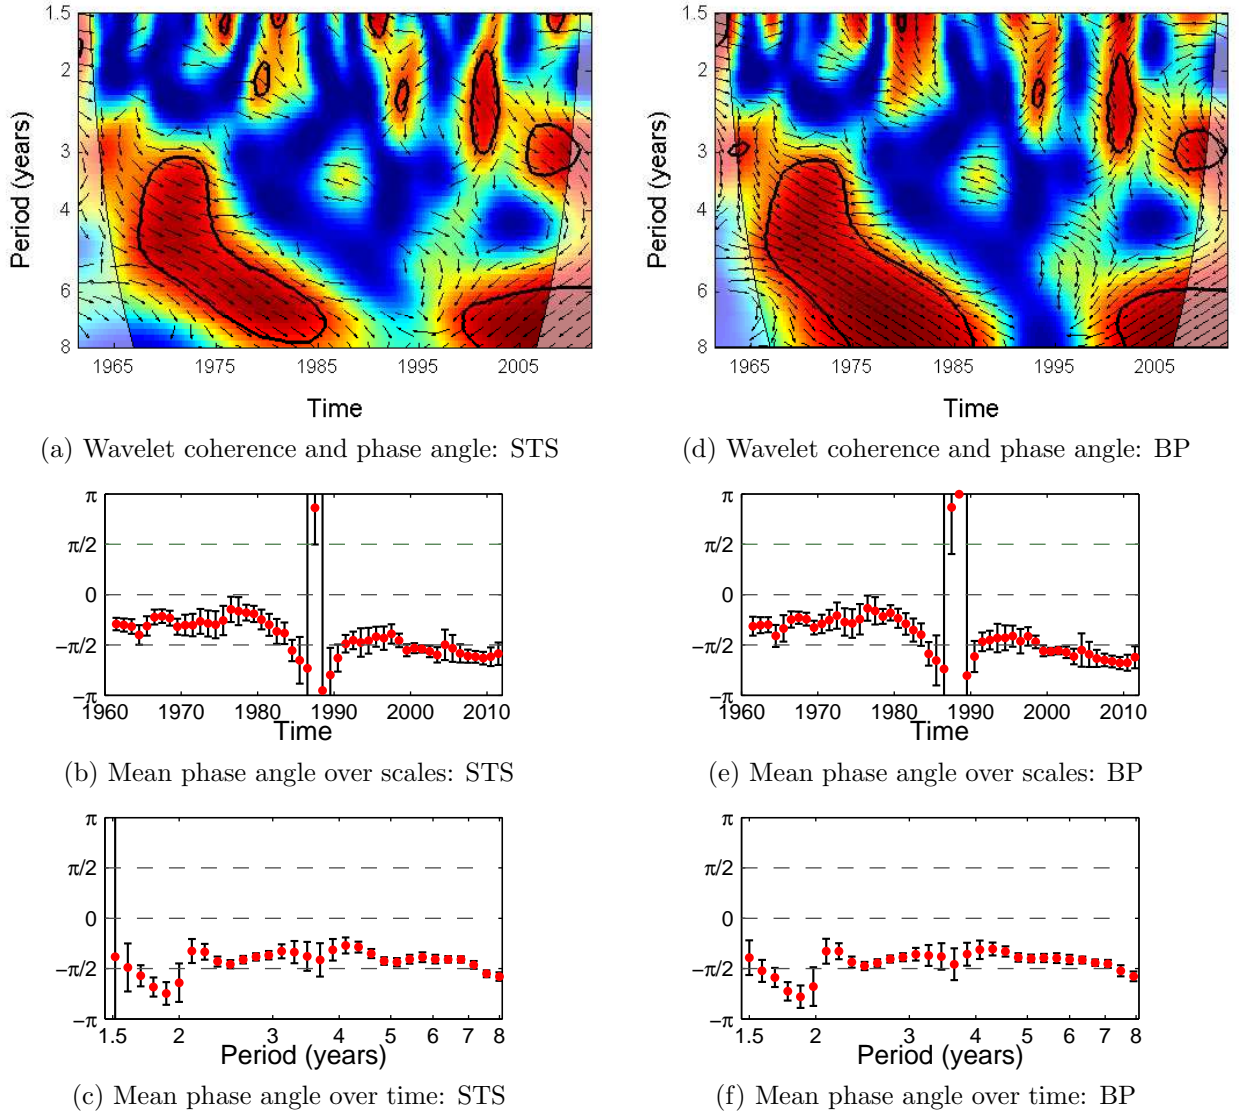 1.5
2
3
4
6
8
Period (years)
1965 1975 1985 1995 2005
Time
(a) Wavelet coherence and phase angle: STS
1.5
2
3
4
6
8
Period (years)
1965 1975 1985 1995 2005
Time
(d) Wavelet coherence and phase angle: BP
π
π/2
0
−π/2
−π
1960 1970 1980 1990 2000 2010
Time
(b) Mean phase angle over scales: STS
π
π/2
0
−π/2
−π
1960 1970 1980 1990 2000 2010
Time
(e) Mean phase angle over scales: BP
π
π/2
0
−π/2
−π
1.5 2 3 4 5 6 7 8
Period (years)
(c) Mean phase angle over time: STS
π
π/2
0
−π/2
−π
1.5 2 3 4 5 6 7 8
Period (years)
(f) Mean phase angle over time: BP